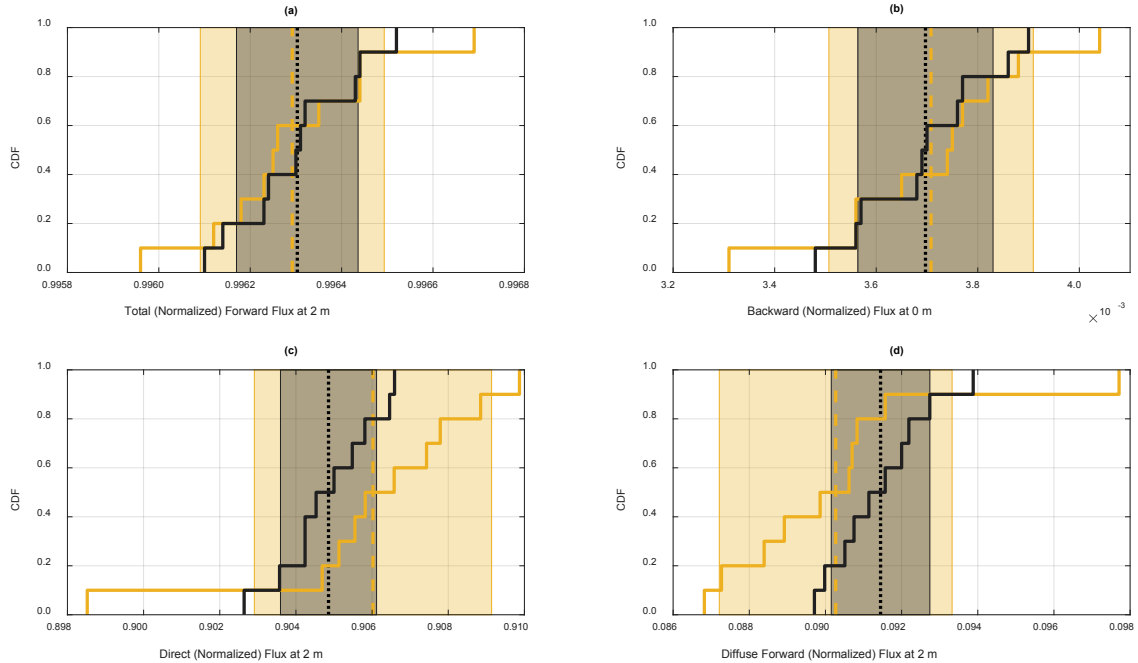 (a)
1.0
0.8
0.6
0.4
0.2
0.0
CDF
0.9958 0.9960 0.9962 0.9964 0.9966 0.9968
Total (Normalized) Forward Flux at 2 m
(b)
1.0
0.8
0.6
0.4
0.2
0.0
CDF
3.2 3.4 3.6 3.8 4.0
Backward (Normalized) Flux at 0 m
× 10 -3
(c)
1.0
0.8
0.6
0.4
0.2
0.0
CDF
0.898 0.900 0.902 0.904 0.906 0.908 0.910
Direct (Normalized) Flux at 2 m
(d)
1.0
0.8
0.6
0.4
0.2
0.0
CDF
0.086 0.088 0.090 0.092 0.094 0.096 0.098
Diffuse Forward (Normalized) Flux at 2 m